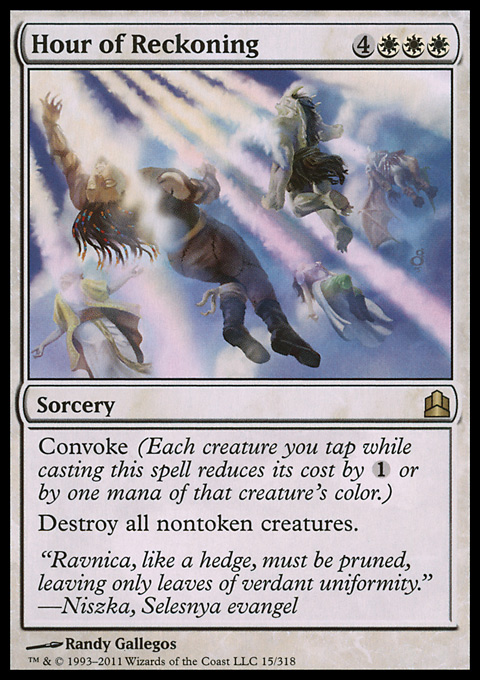 Hour of Reckoning 4
Sorcery
Convoke (Each creature you tap while
casting this spell reduces its cost by 1 or
by one mana of that creature's color.)
Destroy all nontoken creatures.
"Ravnica, like a hedge, must be pruned,
leaving only leaves of verdant uniformity."
—Niszka, Selesnya evangel
Randy Gallegos
™ & © 1993–2011 Wizards of the Coast LLC 15/318